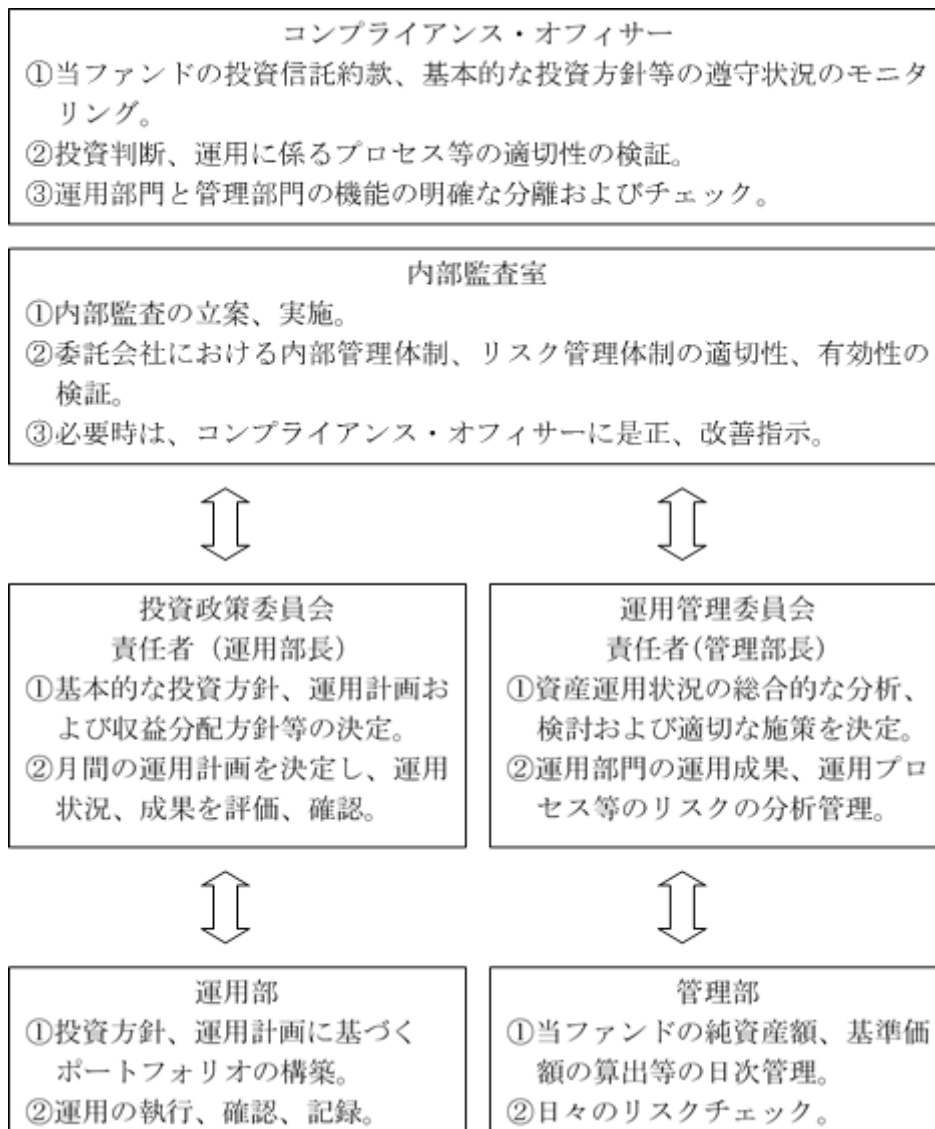 コンプライアンス・オフィサー
①当ファンドの投資信託約款、基本的な投資方針等の遵守状況のモニタ
リング。
②投資判断、運用に係るプロセス等の適切性の検証。
③運用部門と管理部門の機能の明確な分離およびチェック。
内部監査室
①内部監査の立案、実施。
②委託会社における内部管理体制、リスク管理体制の適切性、有効性の
検証。
③必要時は、コンプライアンス・オフィサーに是正、改善指示。
投資政策委員会
責任者（運用部長）
①基本的な投資方針、運用計画お
よび収益分配方針等の決定。
②月間の運用計画を決定し、運用
状況、成果を評価、確認。
運用管理委員会
責任者(管理部長)
①資産運用状況の総合的な分析、
検討および適切な施策を決定。
②運用部門の運用成果、運用プロ
セス等のリスクの分析管理。
運用部
①投資方針、運用計画に基づく
ポートフォリオの構築。
②運用の執行、確認、記録。
管理部
①当ファンドの純資産額、基準価
額の算出等の日次管理。
②日々のリスクチェック。